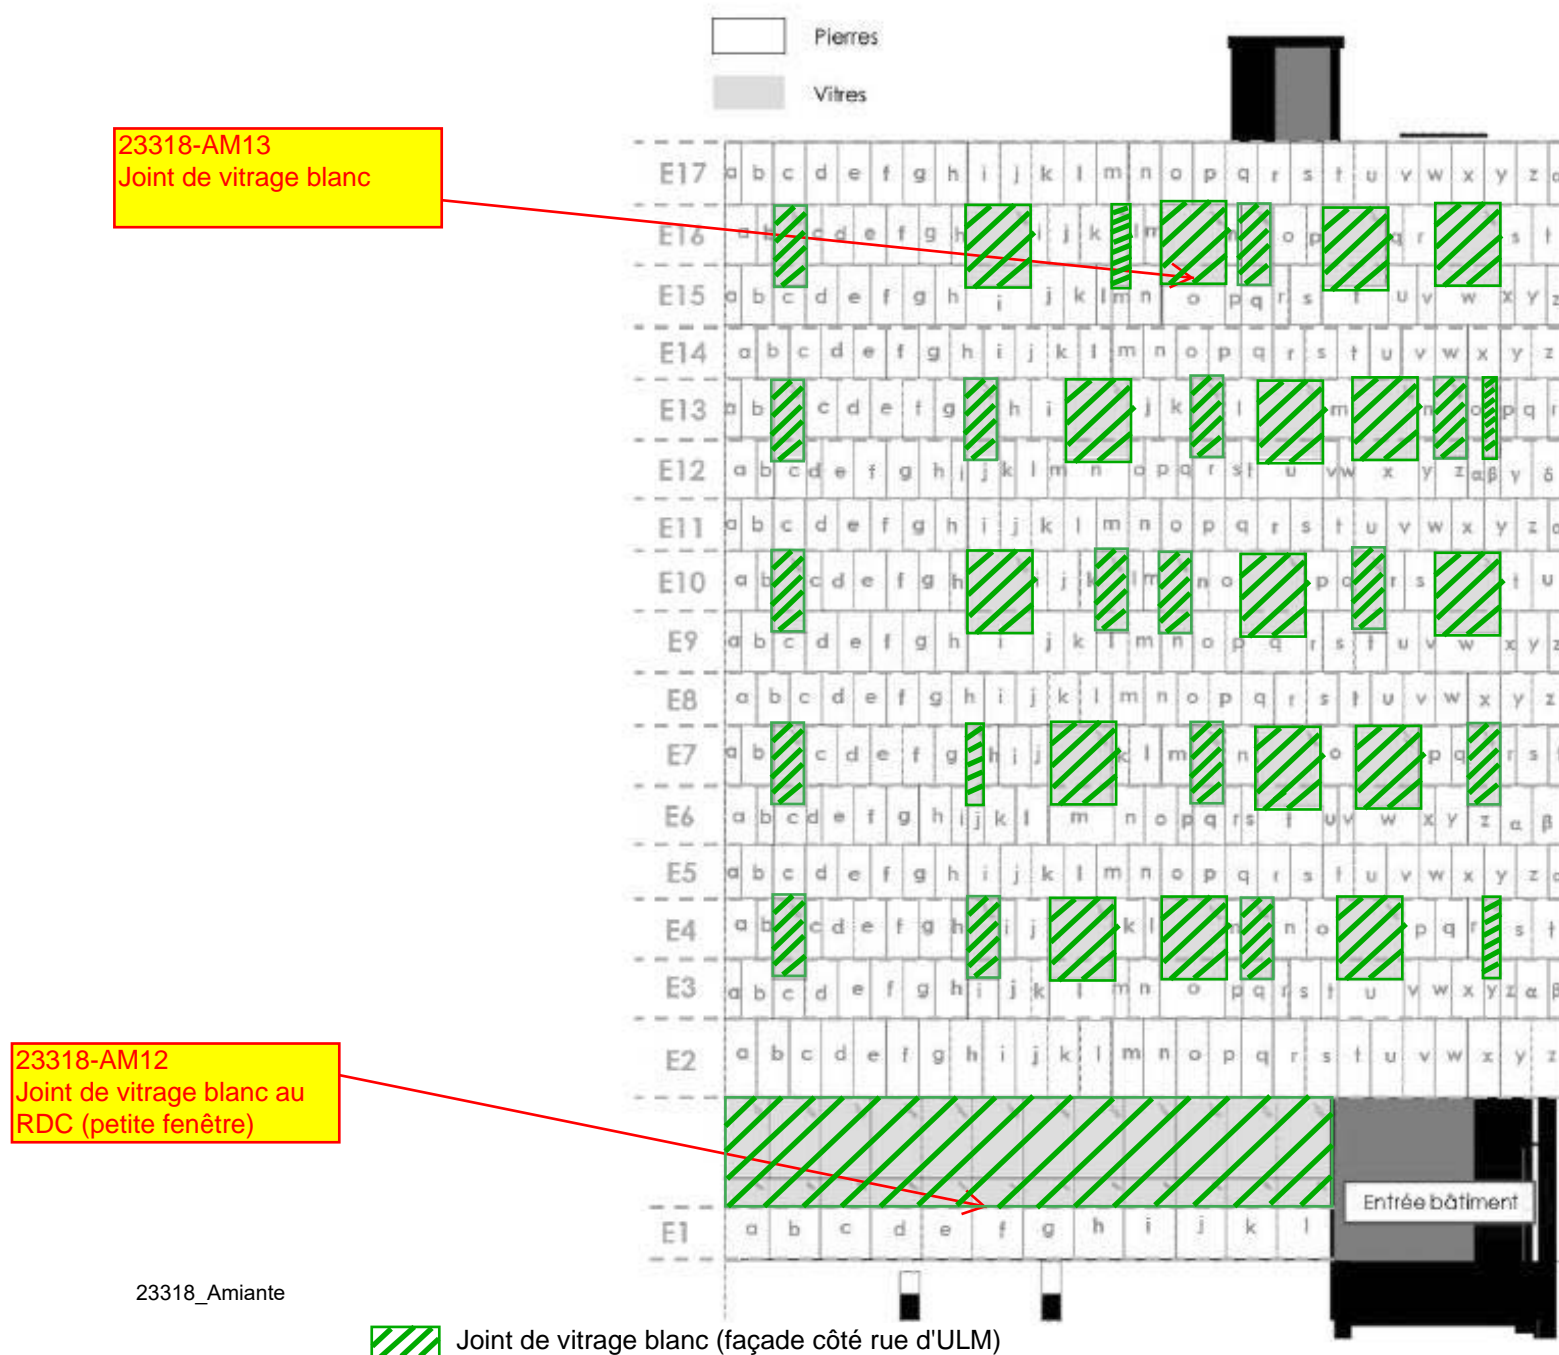 Pierres
Vitres
23318-AM13
Joint de vitrage blanc
E17 a b c d e f g h i j k l m n o p q r s t u v w x y z
E16 a b c d e f g h i j k l m o p q r s t
E15 a b c d e f g h i j k l m n o p q r s t u v w x y z
E14 a b c d e f g h i j k l m n o p q r s t u v w x y z
E13 a b c d e f g h i j k l m n o p q r
E12 a b c d e f g h i j k l m n o p q r s t u v w x y z α β γ δ
E11 a b c d e f g h i j k l m n o p q r s t u v w x y z
E10 a b c d e f g h j k l m n o p q r s t u
E9 a b c d e f g h i j k l m n o p q r s t u v w x y z
E8 a b c d e f g h i j k l m n o p q r s t u v w x y z
E7 a b c d e f g h i j k l m n o p q r s
E6 a b c d e f g h i j k l m n o p q r s t u v w x y z α β
E5 a b c d e f g h i j k l m n o p q r s t u v w x y z
E4 a b c d e f g h i j k l m n o p q r s t
E3 a b c d e f g h i j k l m n o p q r s t u v w x y z α β
E2 a b c d e f g h i j k l m n o p q r s t u v w x y z
23318-AM12
Joint de vitrage blanc au
RDC (petite fenêtre)
Entrée bâtiment
E1 a b c d e f g h i j k l
23318_Amiante
Joint de vitrage blanc (façade côté rue d'ULM)